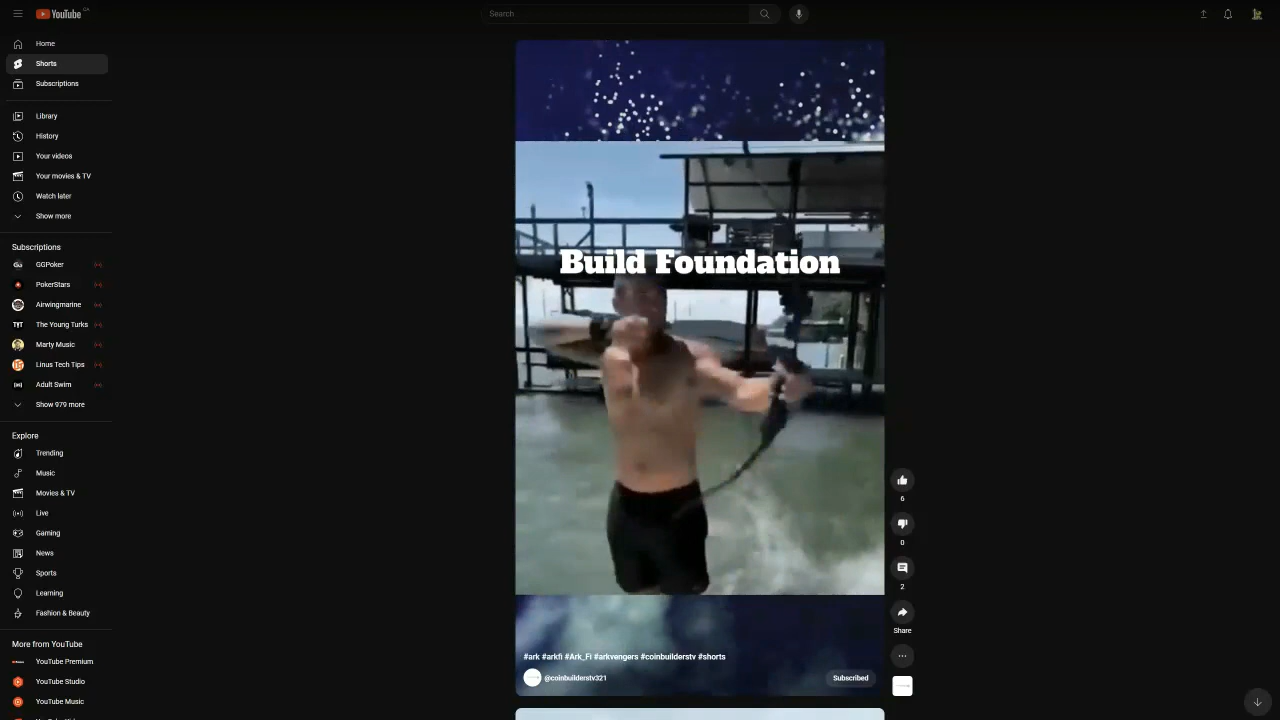 YouTube CA
Search
Home
Shorts
Subscriptions
Library
History
Your videos
Your movies & TV
Watch later
Show more
Subscriptions
GGPoker
PokerStars
Airwingmarine
TYT The Young Turks
Marty Music
Linus Tech Tips
Adult Swim
Show 979 more
Explore
Trending
Music
Movies & TV
Live
Gaming
News
Sports
Learning
Fashion & Beauty
More from YouTube
YouTube Premium
YouTube Studio
YouTube Music
Build Foundation
6
0
2
Share
#ark #arkfi #Ark_Fi #arkvengers #coinbuilderstv #shorts
@coinbuilderstv321
Subscribed